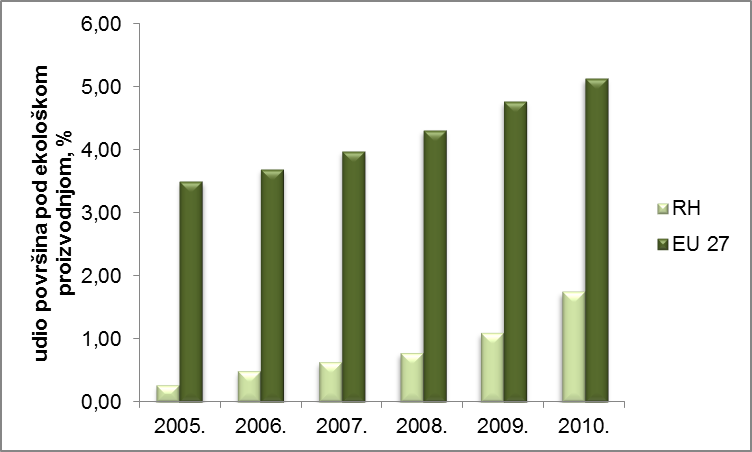 6,00
5,00
4,00
3,00
2,00
1,00
0,00
udio površina pod ekološkom
proizvodnjom, %
2005. 2006. 2007. 2008. 2009. 2010.
RH
EU 27